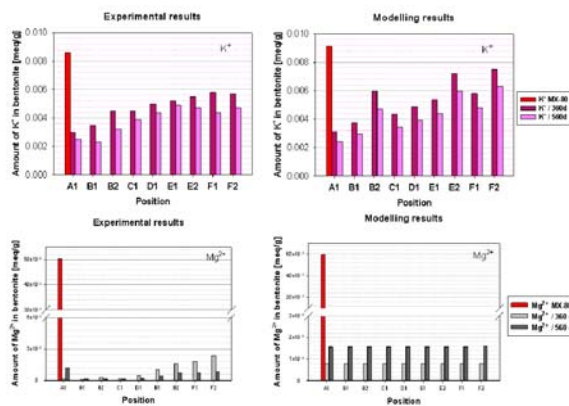 Experimental results
K⁺
Amount of K⁺ in bentonite [meq/g]
0.010
0.008
0.006
0.004
0.002
0.000
A1 B1 B2 C1 D1 E1 E2 F1 F2
Position
Modelling results
K⁺
Amount of K⁺ in bentonite [meq/g]
0.010
0.008
0.006
0.004
0.002
0.000
A1 B1 B2 C1 D1 E1 E2 F1 F2
Position
K⁺ MX-80
K⁺ / 360d
K⁺ / 560d
Experimental results
Mg²⁺
Amount of Mg²⁺ in bentonite [meq/g]
Position
Modelling results
Mg²⁺
Amount of Mg²⁺ in bentonite [meq/g]
Position
Mg²⁺ MX-80
Mg²⁺ / 360
Mg²⁺ / 560